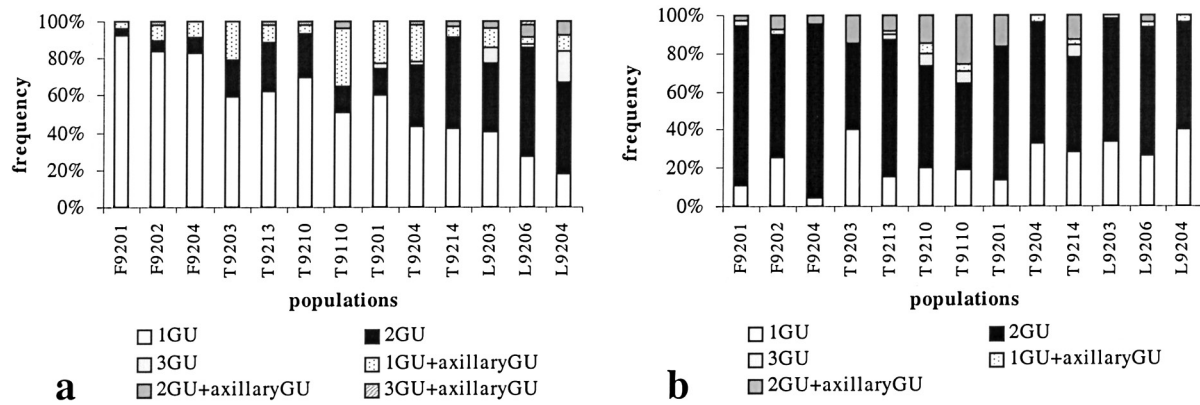 100%
80%
60%
40%
20%
0%
frequency
F9201 F9202 F9204 T9203 T9213 T9210 T9110 T9201 T9204 T9214 L9203 L9206 L9204
populations
1GU 2GU
3GU 1GU+axillaryGU
2GU+axillaryGU 3GU+axillaryGU
a
100%
80%
60%
40%
20%
0%
frequency
F9201 F9202 F9204 T9203 T9213 T9210 T9110 T9201 T9204 T9214 L9203 L9206 L9204
populations
1GU 2GU
3GU 1GU+axillaryGU
2GU+axillaryGU
b